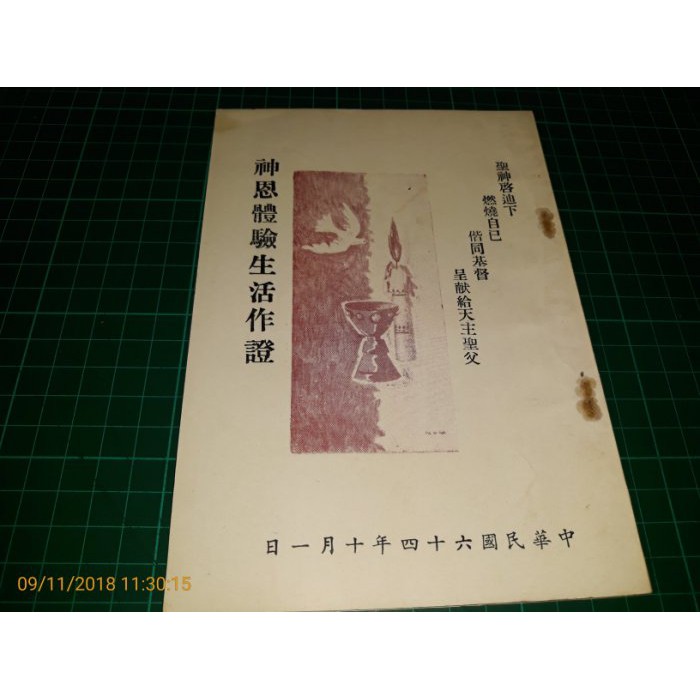 聖神啓迪下
燃燒自己
偕同基督
呈献給天主聖父
神恩體驗生活作證
中華民國六十四年十月一日
09/11/2018 11:30:15